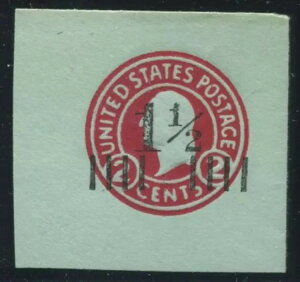 UNITED STATES POSTAGE
1 1/2
2 CENTS 2